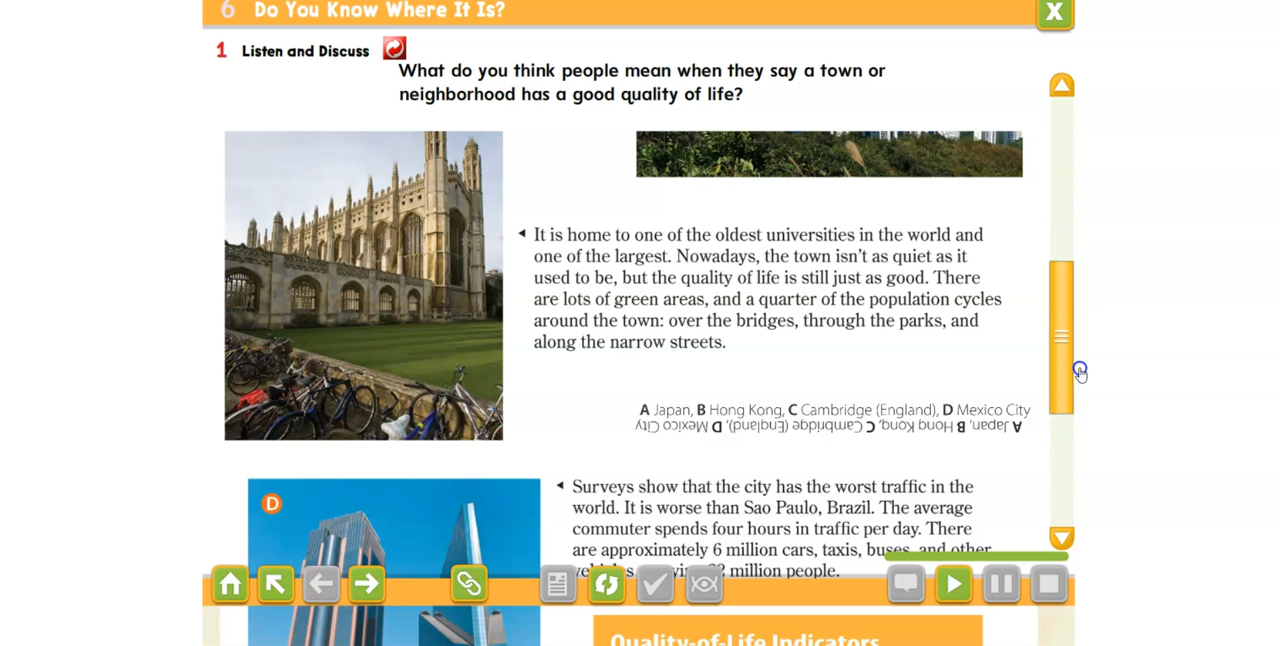 6 Do You Know Where It Is?
X
1 Listen and Discuss
What do you think people mean when they say a town or
neighborhood has a good quality of life?
It is home to one of the oldest universities in the world and
one of the largest. Nowadays, the town isn't as quiet as it
used to be, but the quality of life is still just as good. There
are lots of green areas, and a quarter of the population cycles
around the town: over the bridges, through the parks, and
along the narrow streets.
A Japan, B Hong Kong, C Cambridge (England), D Mexico City
A Japan, B Hong Kong, C Cambridge (England), D Mexico City
D
Surveys show that the city has the worst traffic in the
world. It is worse than Sao Paulo, Brazil. The average
commuter spends four hours in traffic per day. There
are approximately 6 million cars, taxis, buses, and other
million people.
Quality-of-Life Indicators